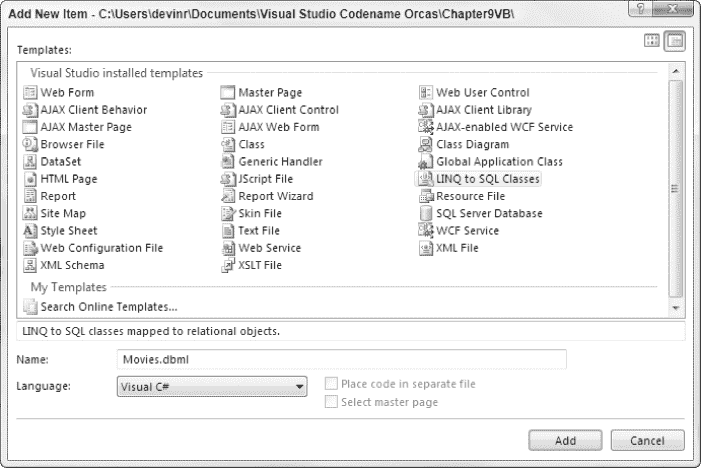 Add New Item - C:\Users\devinr\Documents\Visual Studio Codename Orcas\Chapter9VB\
Templates:
Visual Studio installed templates
Web Form Master Page Web User Control
AJAX Client Behavior AJAX Client Control AJAX Client Library
AJAX Master Page AJAX Web Form AJAX-enabled WCF Service
Browser File Class Class Diagram
DataSet Generic Handler Global Application Class
HTML Page JScript File LINQ to SQL Classes
Report Report Wizard Resource File
Site Map Skin File SQL Server Database
Style Sheet Text File WCF Service
Web Configuration File Web Service XML File
XML Schema XSLT File
My Templates
Search Online Templates...
LINQ to SQL classes mapped to relational objects.
Name: Movies.dbml
Language: Visual C# Place code in separate file
Select master page
Add Cancel